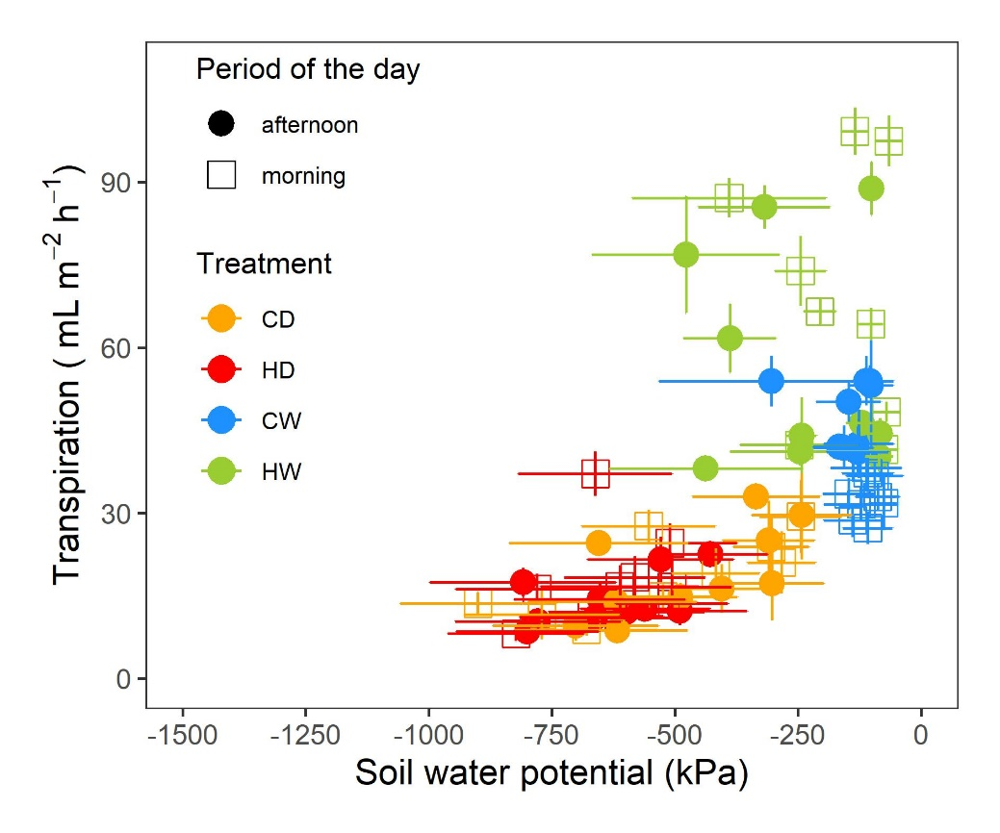 Period of the day
afternoon
morning
Treatment
CD
HD
CW
HW
Transpiration ( mL m⁻² h⁻¹)
90
60
30
0
-1500 -1250 -1000 -750 -500 -250 0
Soil water potential (kPa)